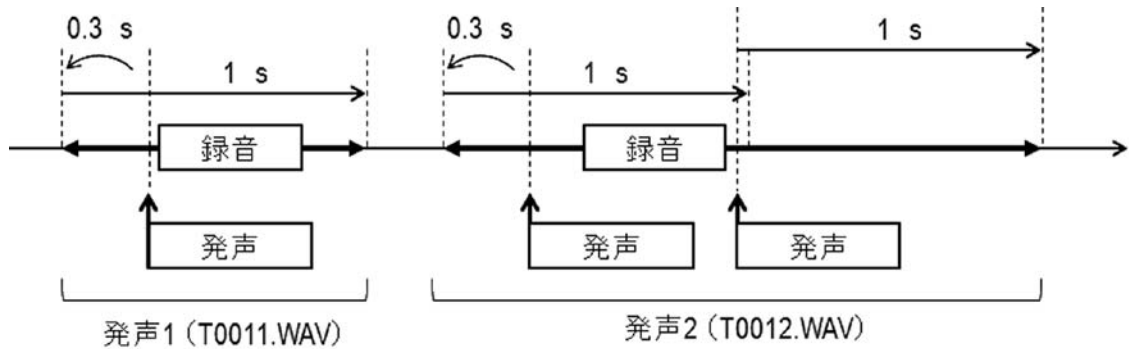 0.3 s
1 s
0.3 s
1 s
1 s
録音
録音
発声
発声
発声
発声1（T0011.WAV）
発声2（T0012.WAV）